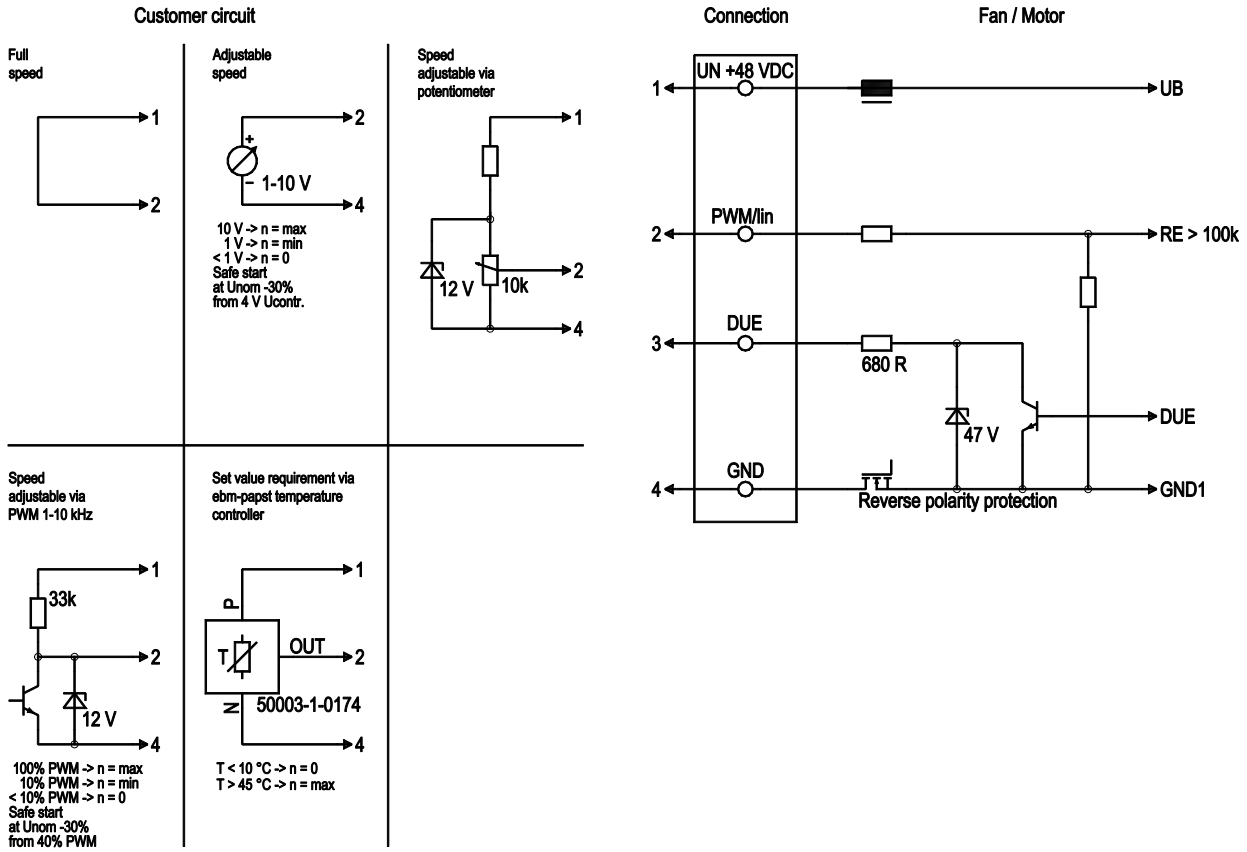 Customer circuit
Full
speed
1
2
Adjustable
speed
2
+
−
1-10 V
4
10 V -> n = max
1 V -> n = min
< 1 V -> n = 0
Safe start
at Unom -30%
from 4 V Ucontr.
Speed
adjustable via
potentiometer
1
2
12 V
10k
4
Speed
adjustable via
PWM 1-10 kHz
1
33k
2
12 V
4
100% PWM -> n = max
10% PWM -> n = min
< 10% PWM -> n = 0
Safe start
at Unom -30%
from 40% PWM
Set value requirement via
ebm-papst temperature
controller
1
P
T
OUT
2
N
50003-1-0174
4
T < 10 °C -> n = 0
T > 45 °C -> n = max
Connection
Fan / Motor
UN +48 VDC
1
UB
PWM/lin
2
RE > 100k
DUE
3
680 R
DUE
47 V
GND
4
GND1
Reverse polarity protection